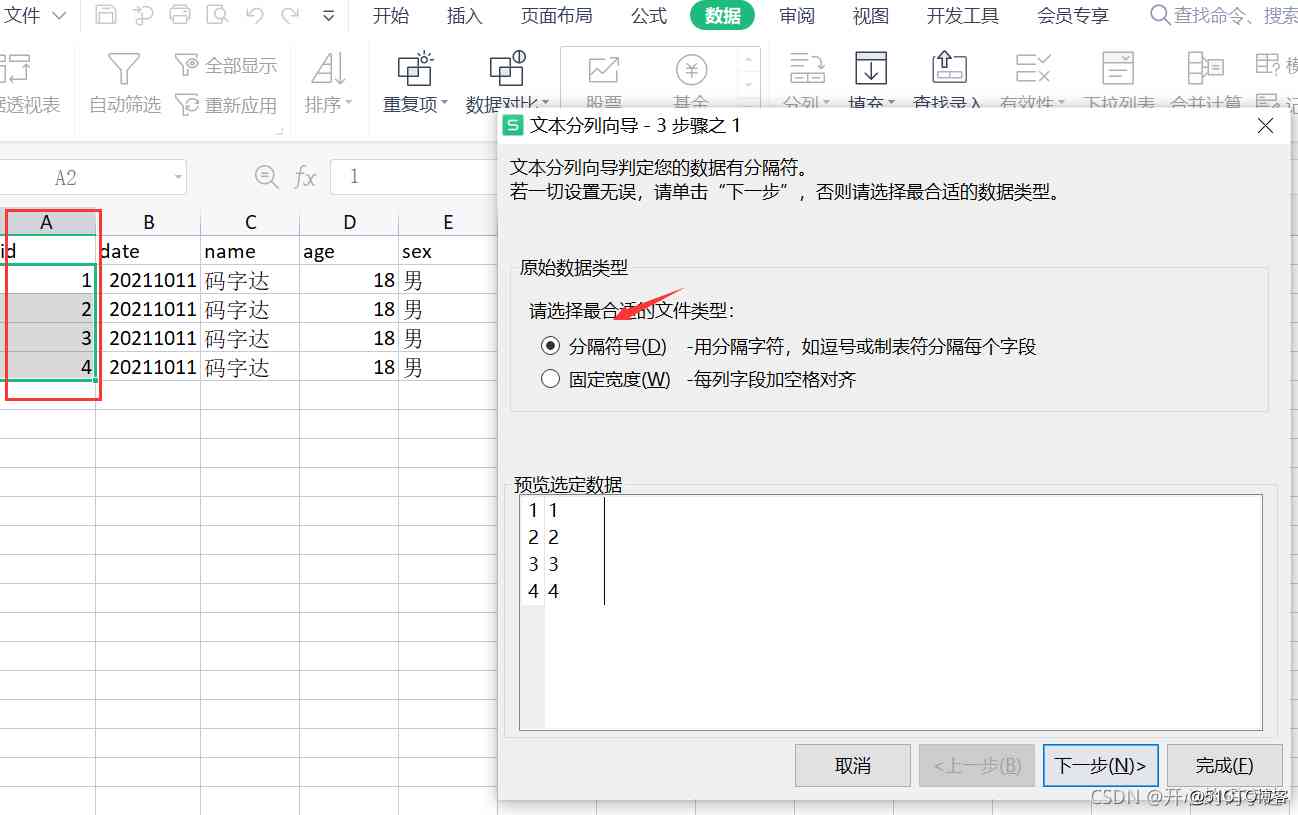 文件 开始 插入 页面布局 公式 数据 审阅 视图 开发工具 会员专享 查找命令、搜索
透视表 自动筛选 全部显示 重新应用 排序 重复项 数据对比 股票 基金 分列 填充 查找录入 有效性 下拉列表 合并计算
A2 fx 1
A B C D E
id date name age sex
1 20211011 码字达 18 男
2 20211011 码字达 18 男
3 20211011 码字达 18 男
4 20211011 码字达 18 男
S 文本分列向导 - 3 步骤之 1
文本分列向导判定您的数据有分隔符。
若一切设置无误，请单击“下一步”，否则请选择最合适的数据类型。
原始数据类型
请选择最合适的文件类型：
分隔符号(D) -用分隔字符，如逗号或制表符分隔每个字段
固定宽度(W) -每列字段加空格对齐
预览选定数据
1 1
2 2
3 3
4 4
取消 <上一步(B) 下一步(N)> 完成(F)
CSDN @开 @51CTO博客